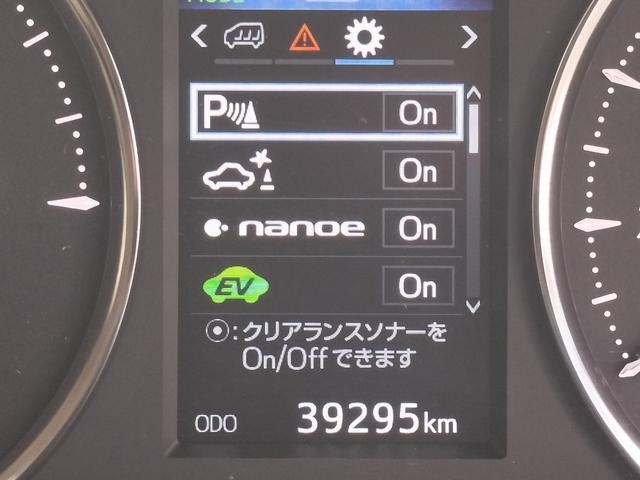 P On
On
nanoe On
EV On
⦿:クリアランスソナーを
On/Offできます
ODO 39295km